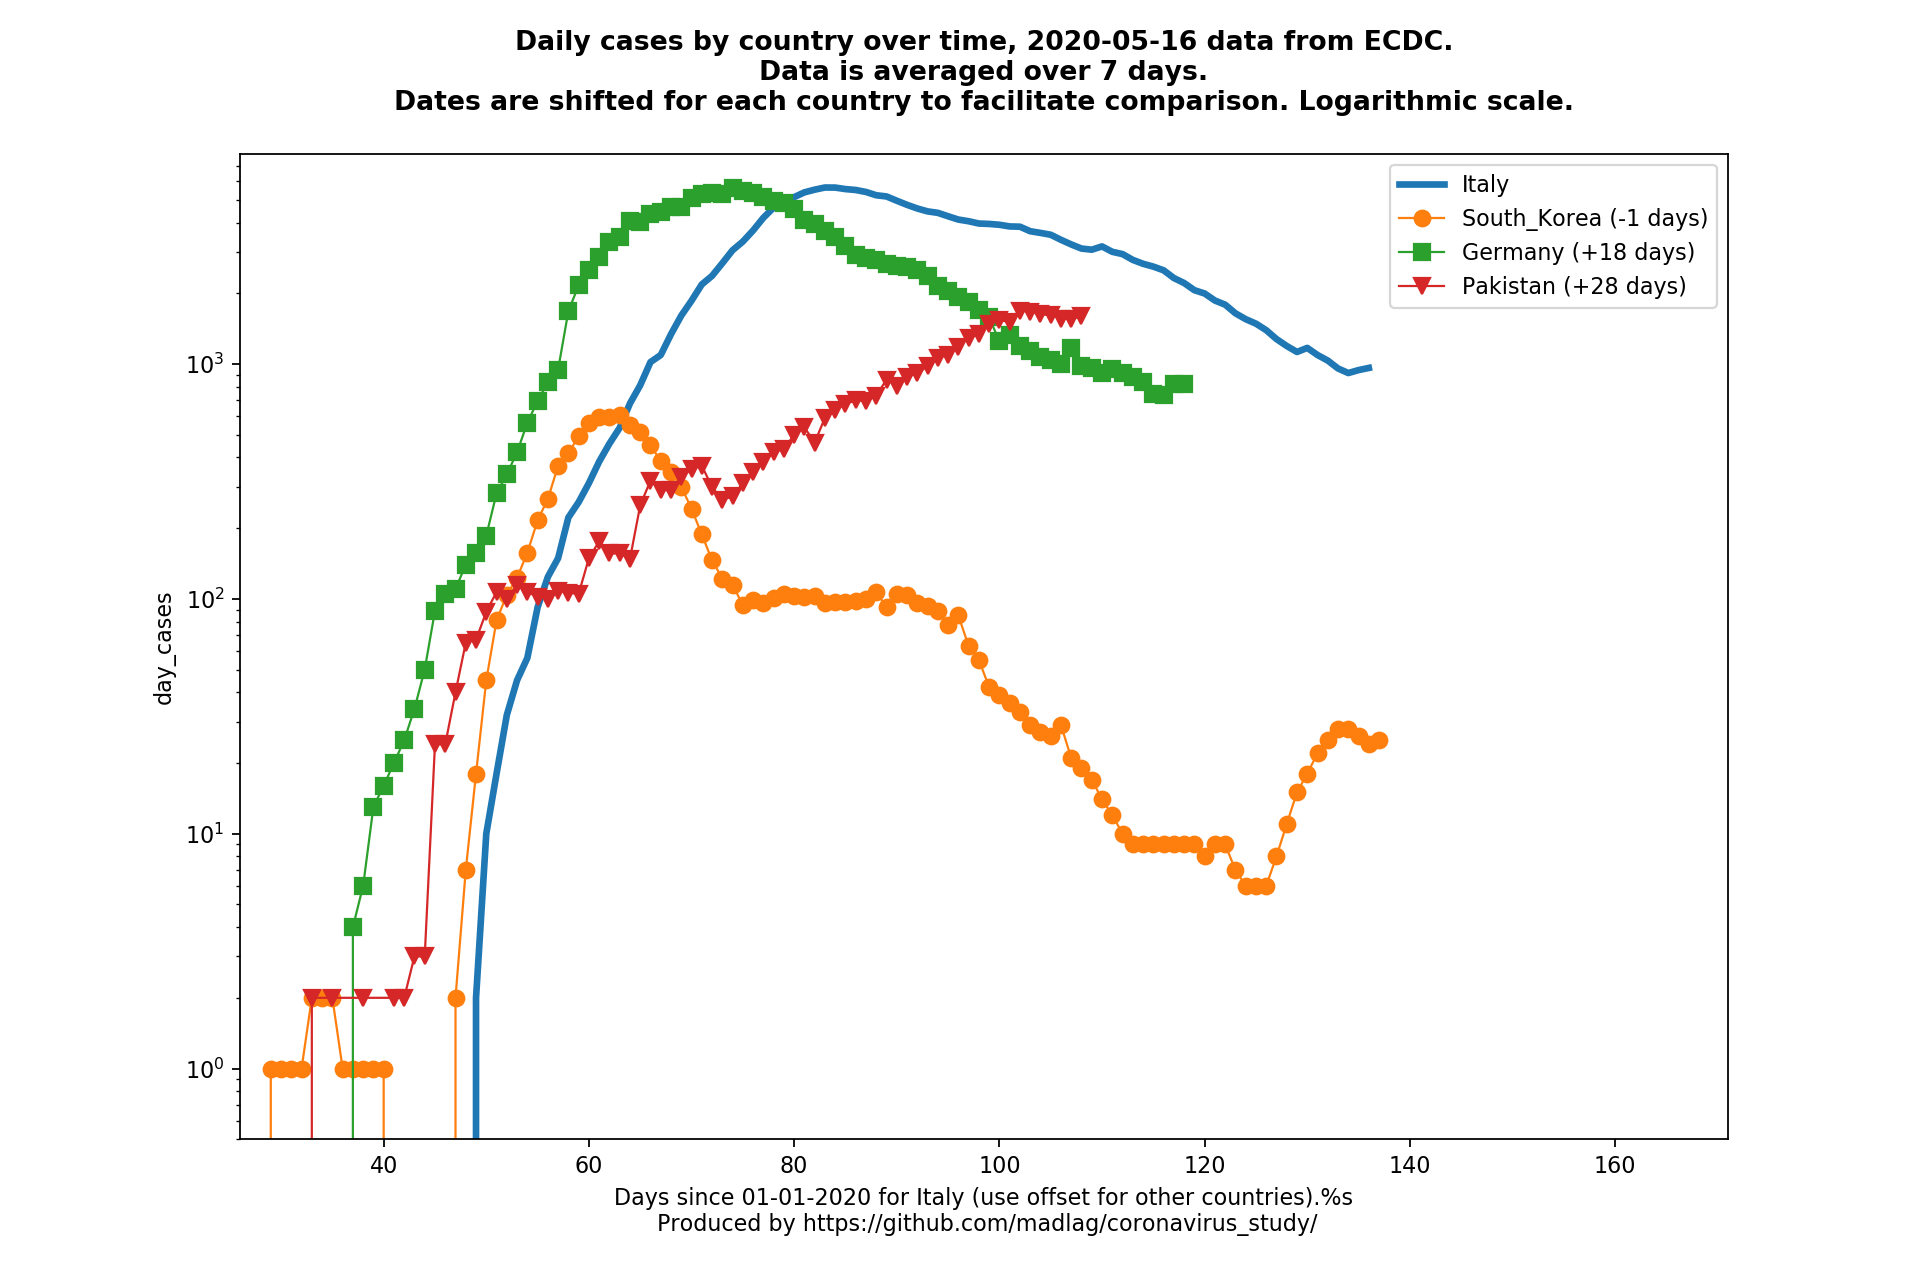 Daily cases by country over time, 2020-05-16 data from ECDC.
Data is averaged over 7 days.
Dates are shifted for each country to facilitate comparison. Logarithmic scale.
Italy
South_Korea (-1 days)
Germany (+18 days)
Pakistan (+28 days)
10³
10²
10¹
10⁰
day_cases
40 60 80 100 120 140 160
Days since 01-01-2020 for Italy (use offset for other countries).%s
Produced by https://github.com/madlag/coronavirus_study/